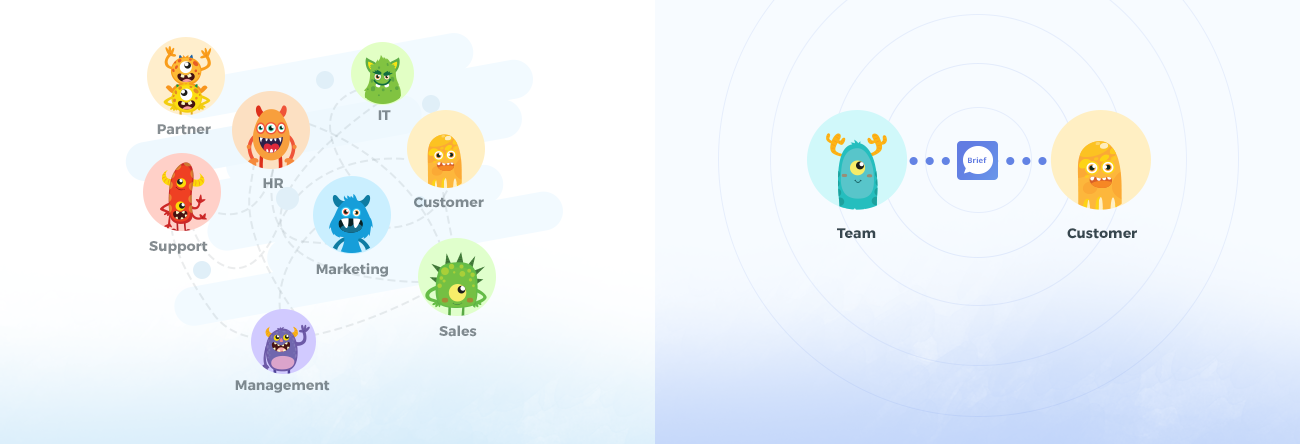 Partner
IT
HR
Customer
Support
Marketing
Sales
Management
Brief
Team
Customer